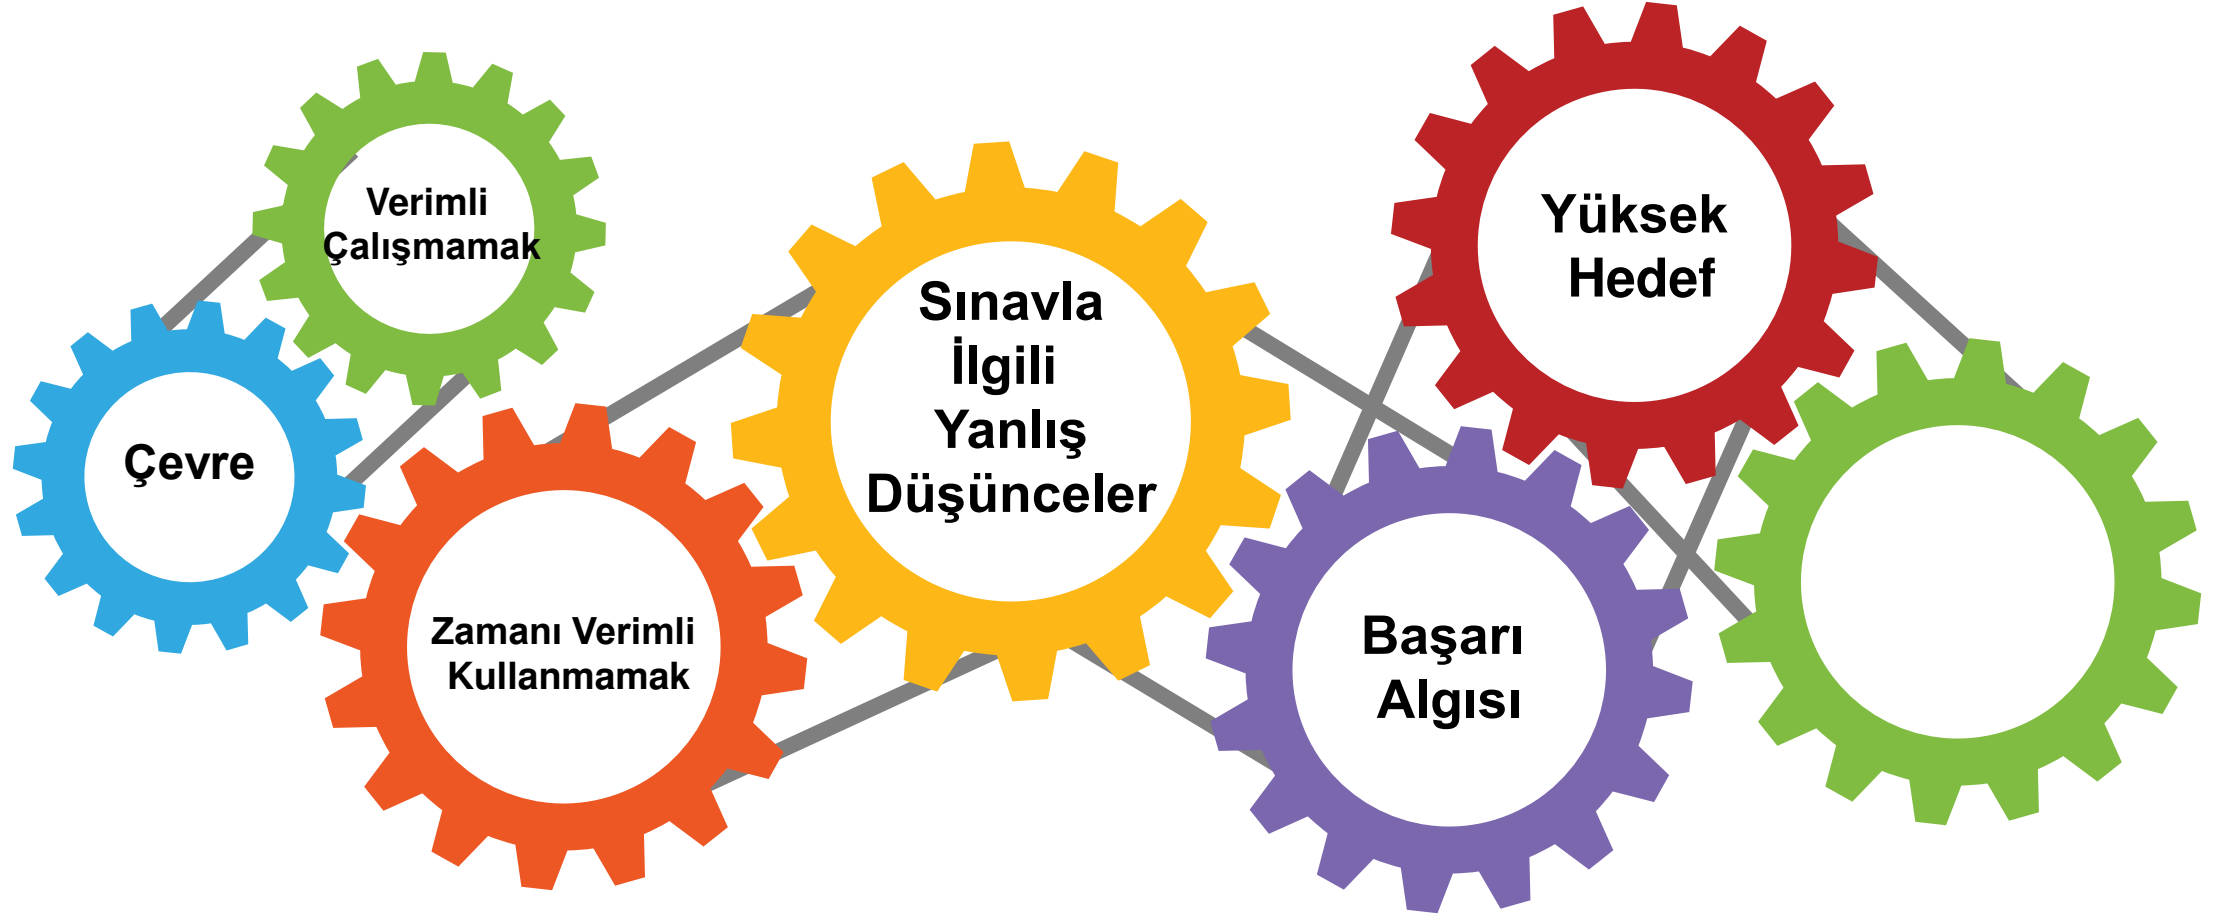 Verimli
Çalışmamak
Çevre
Zamanı Verimli
Kullanmamak
Sınavla
İlgili
Yanlış
Düşünceler
Yüksek
Hedef
Başarı
Algısı